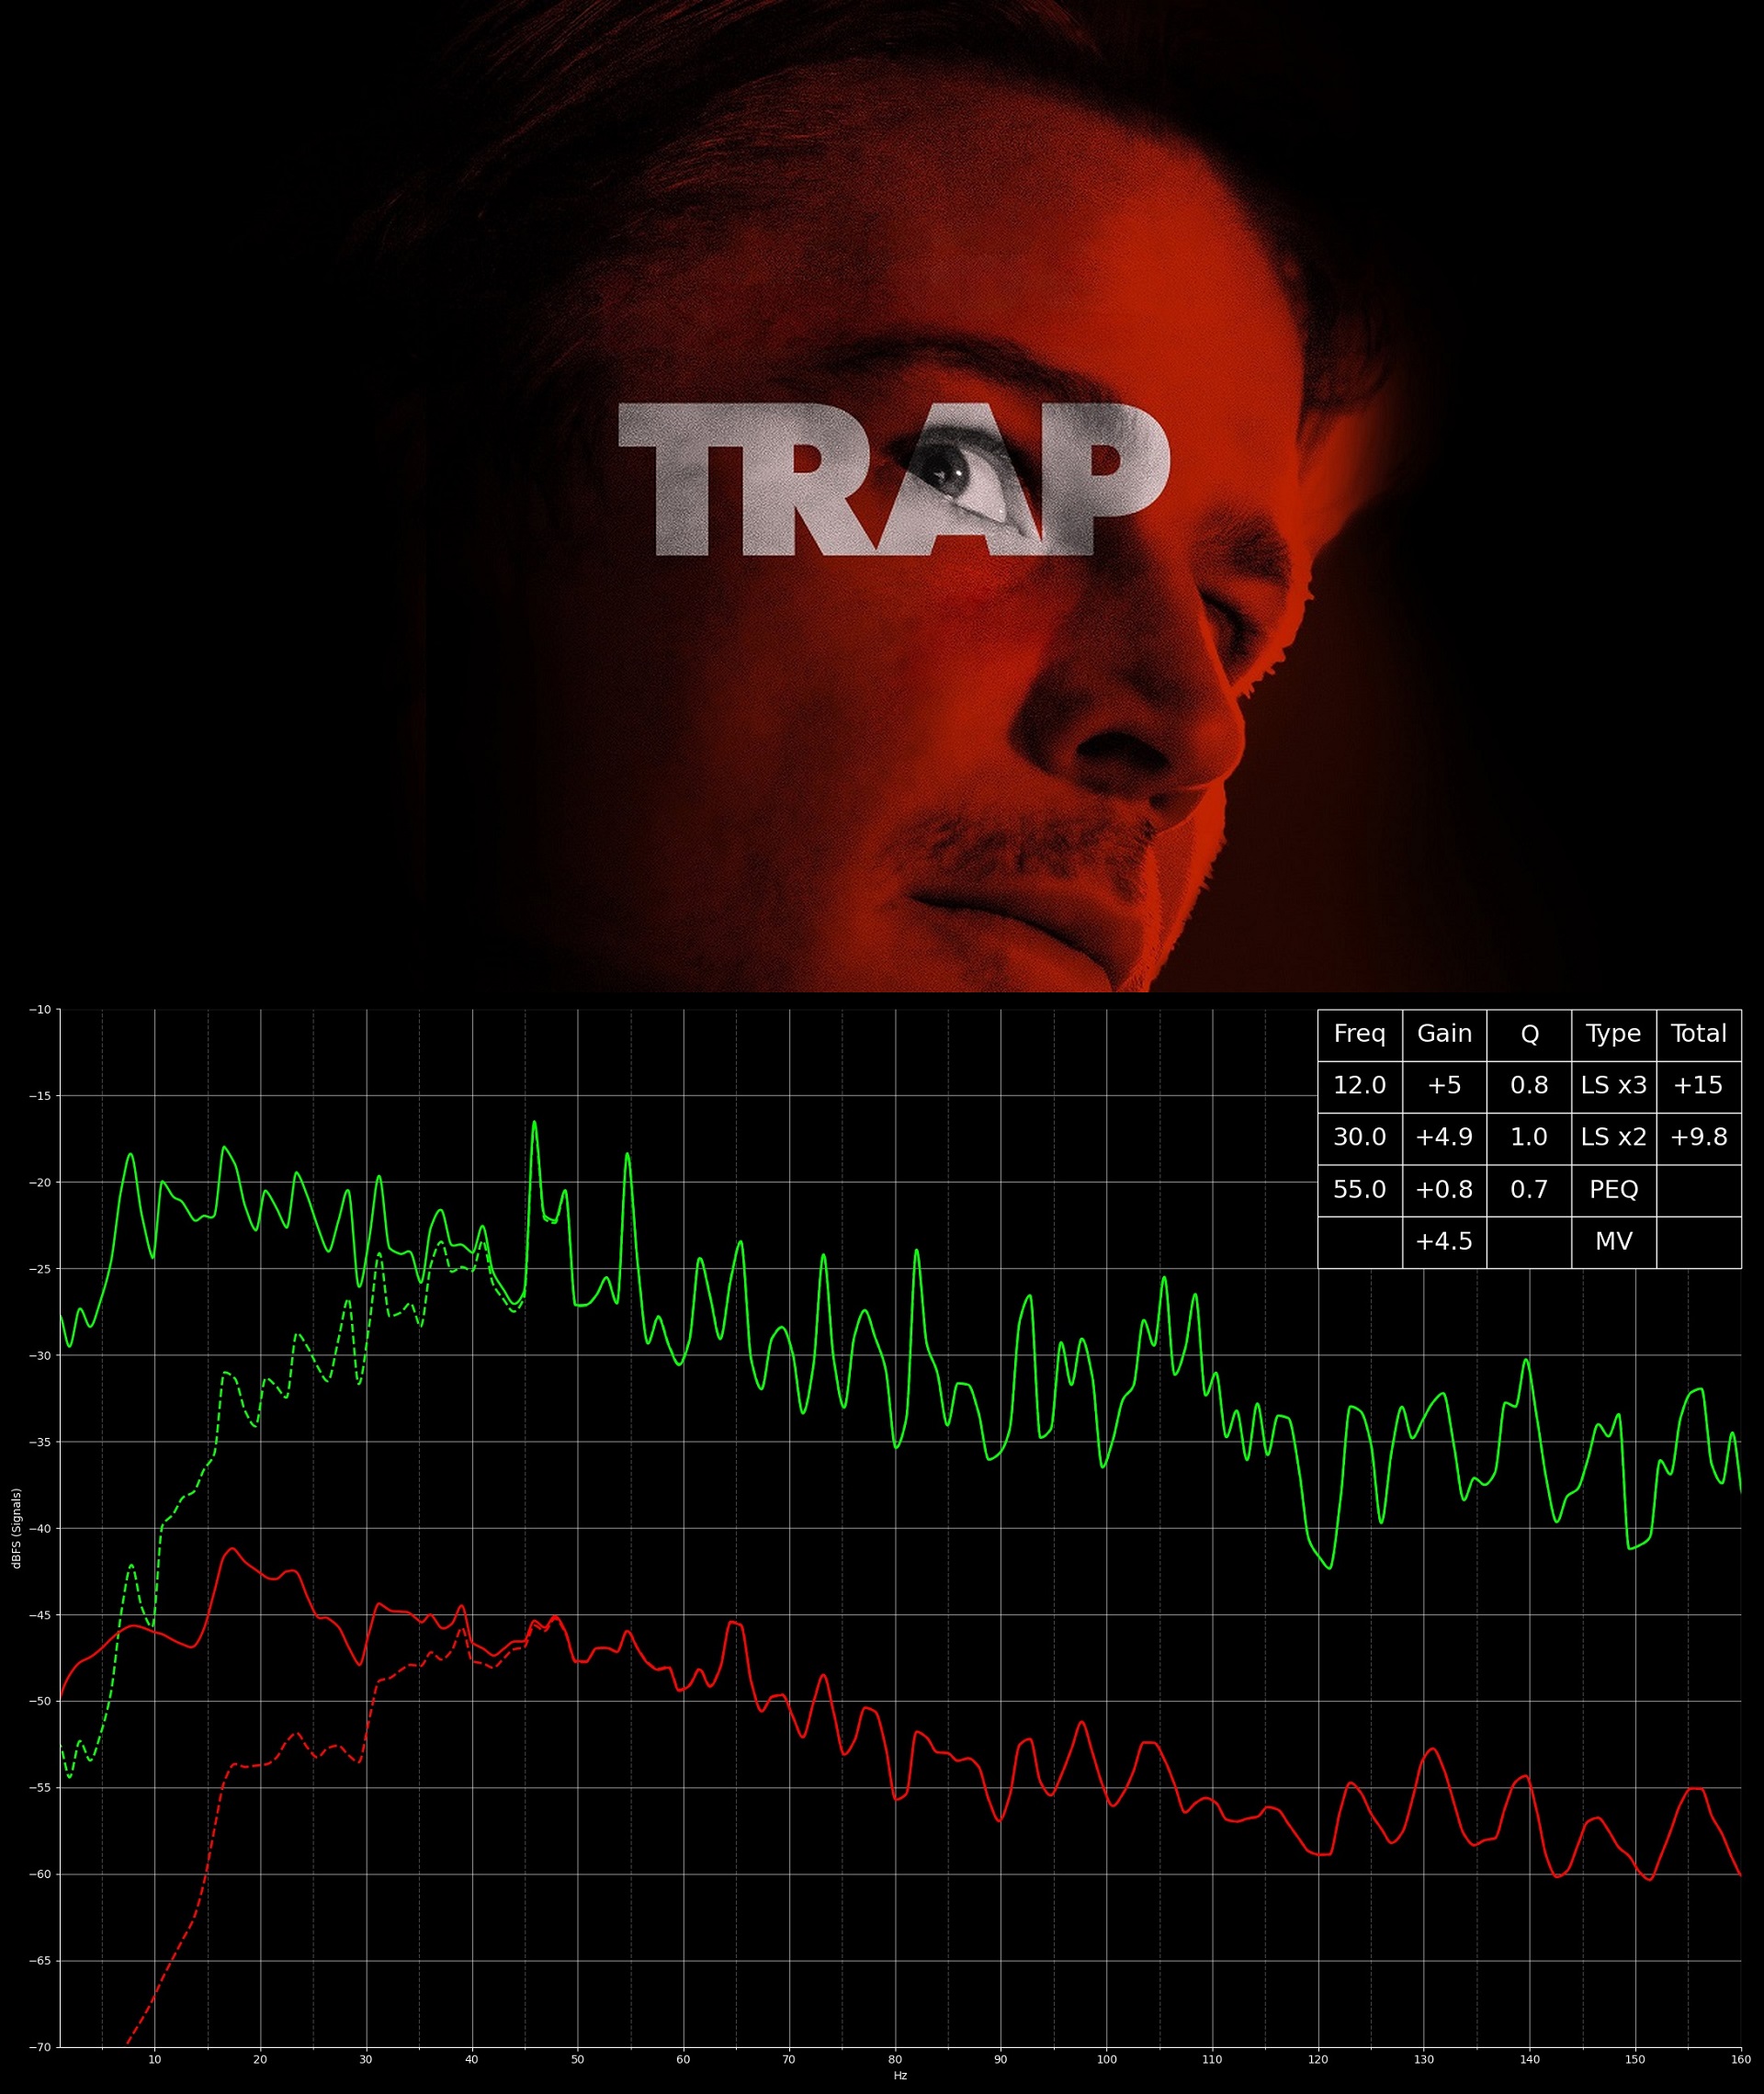 TRAP
Freq Gain Q Type Total
12.0 +5 0.8 LS x3 +15
30.0 +4.9 1.0 LS x2 +9.8
55.0 +0.8 0.7 PEQ
+4.5 MV
−10
−15
−20
−25
−30
−35
−40
−45
−50
−55
−60
−65
−70
dBFS (Signals)
10 20 30 40 50 60 70 80 90 100 110 120 130 140 150 160
Hz